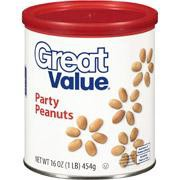 Great
Value®
Party
Peanuts
NET WT 16 OZ (1 LB) 454g